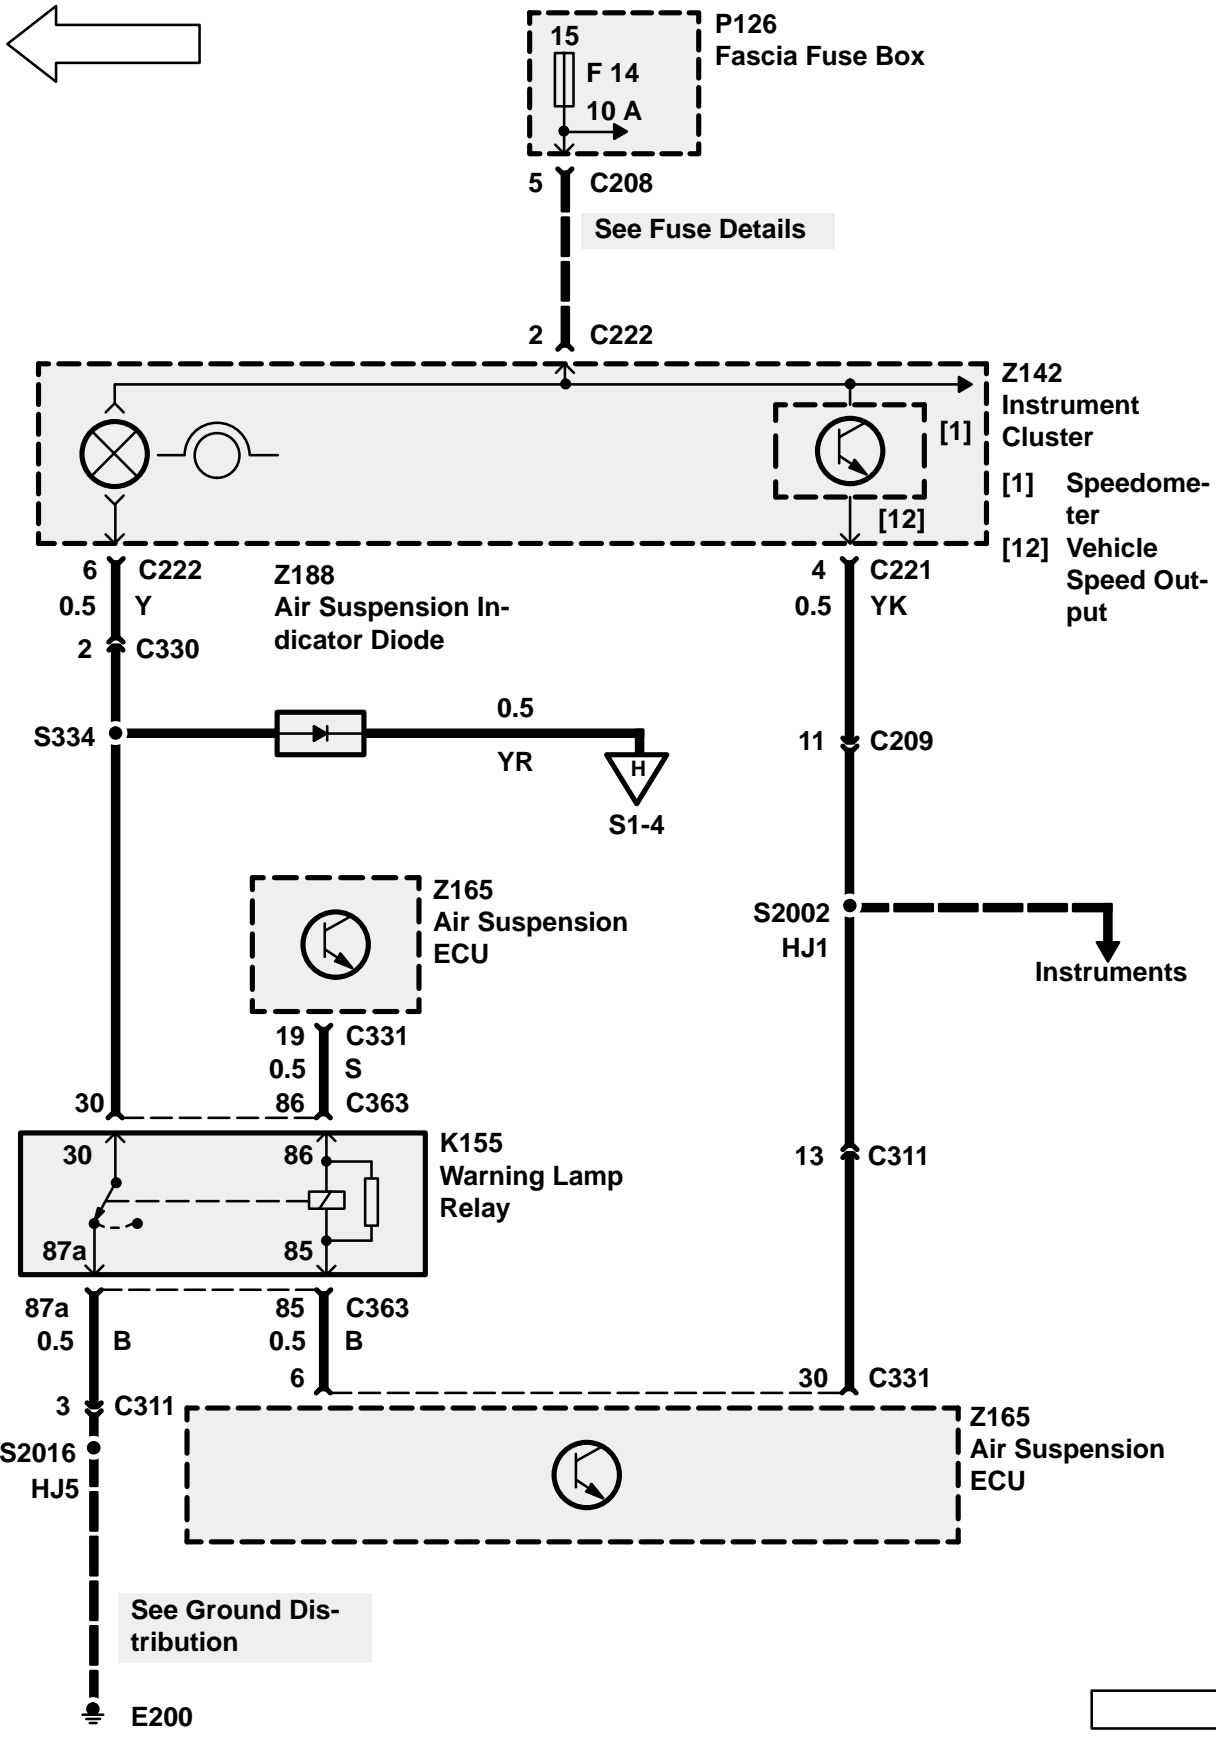 P126
Fascia Fuse Box
15
F 14
10 A
5 C208
See Fuse Details
2 C222
Z142
Instrument
Cluster
[1]
[12]
[1] Speedome-
ter
[12] Vehicle
Speed Out-
put
6 C222
0.5 Y
2 C330
Z188
Air Suspension In-
dicator Diode
4 C221
0.5 YK
S334
0.5
YR
H
S1-4
11 C209
Z165
Air Suspension
ECU
S2002
HJ1
Instruments
19 C331
0.5 S
30
86 C363
30
86
87a
85
K155
Warning Lamp
Relay
13 C311
87a
0.5 B
85 C363
0.5 B
6
30 C331
3 C311
S2016
HJ5
Z165
Air Suspension
ECU
See Ground Dis-
tribution
E200